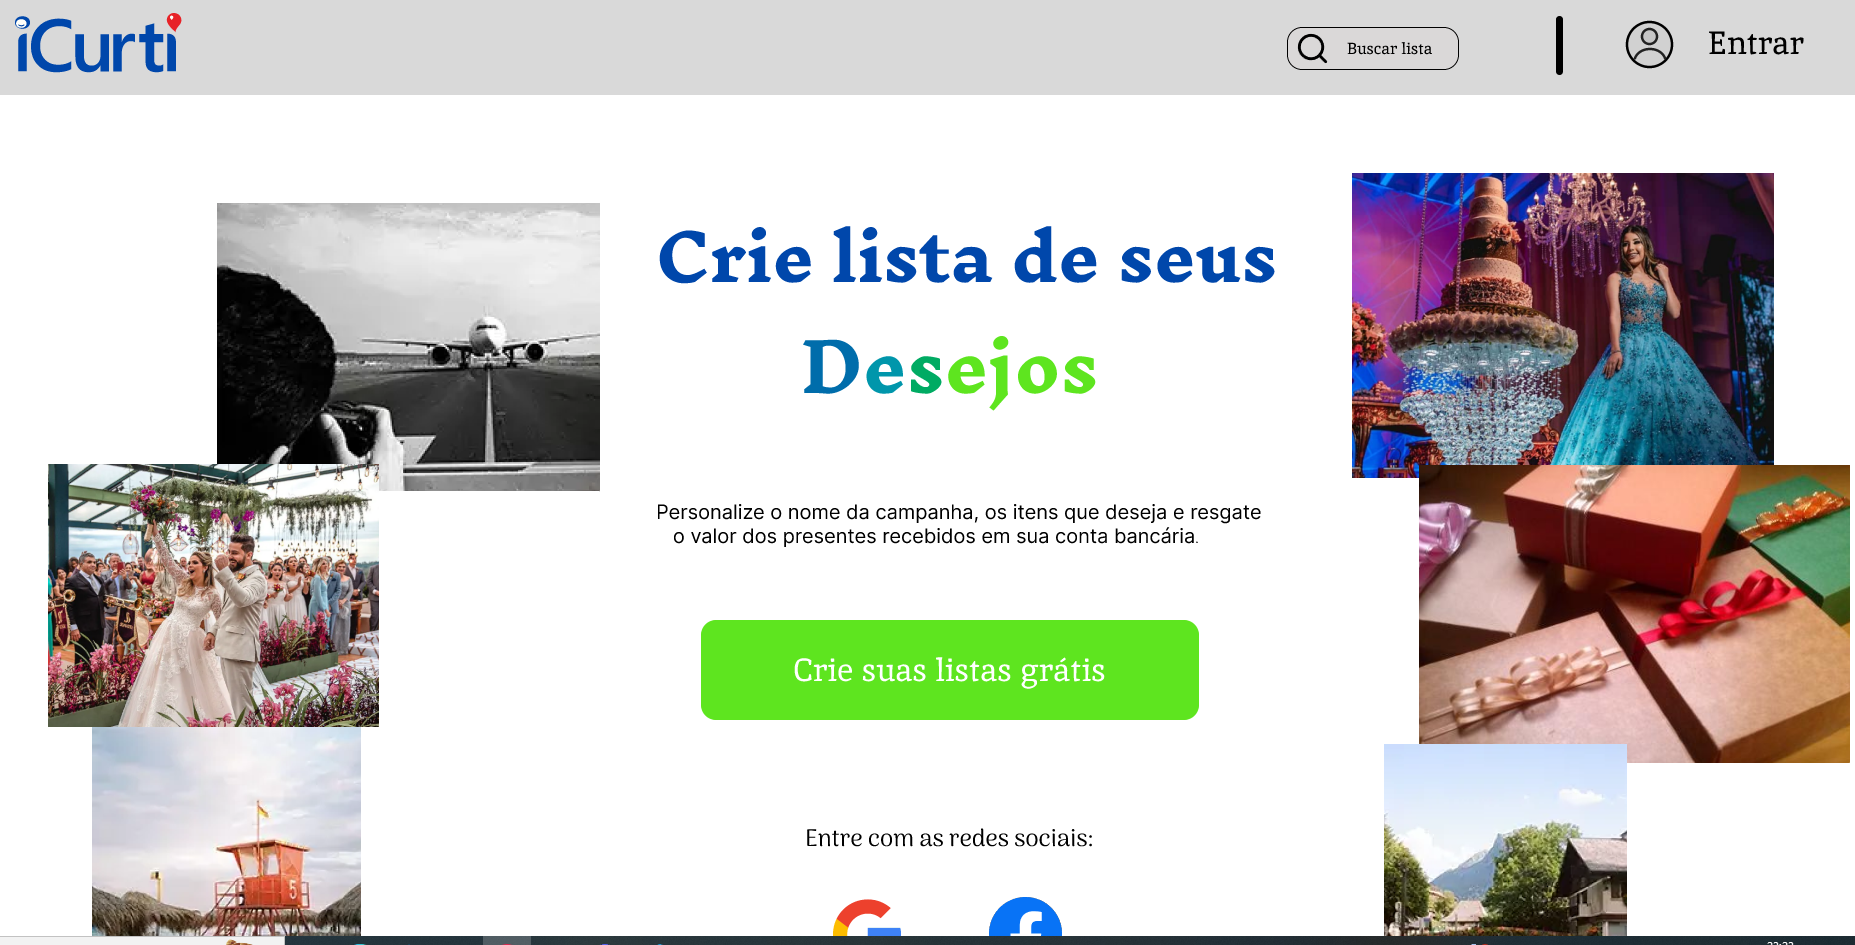 iCurti
Buscar lista
Entrar
Crie lista de seus
Desejos
Personalize o nome da campanha, os itens que deseja e resgate
o valor dos presentes recebidos em sua conta bancária.
Crie suas listas grátis
Entre com as redes sociais:
5